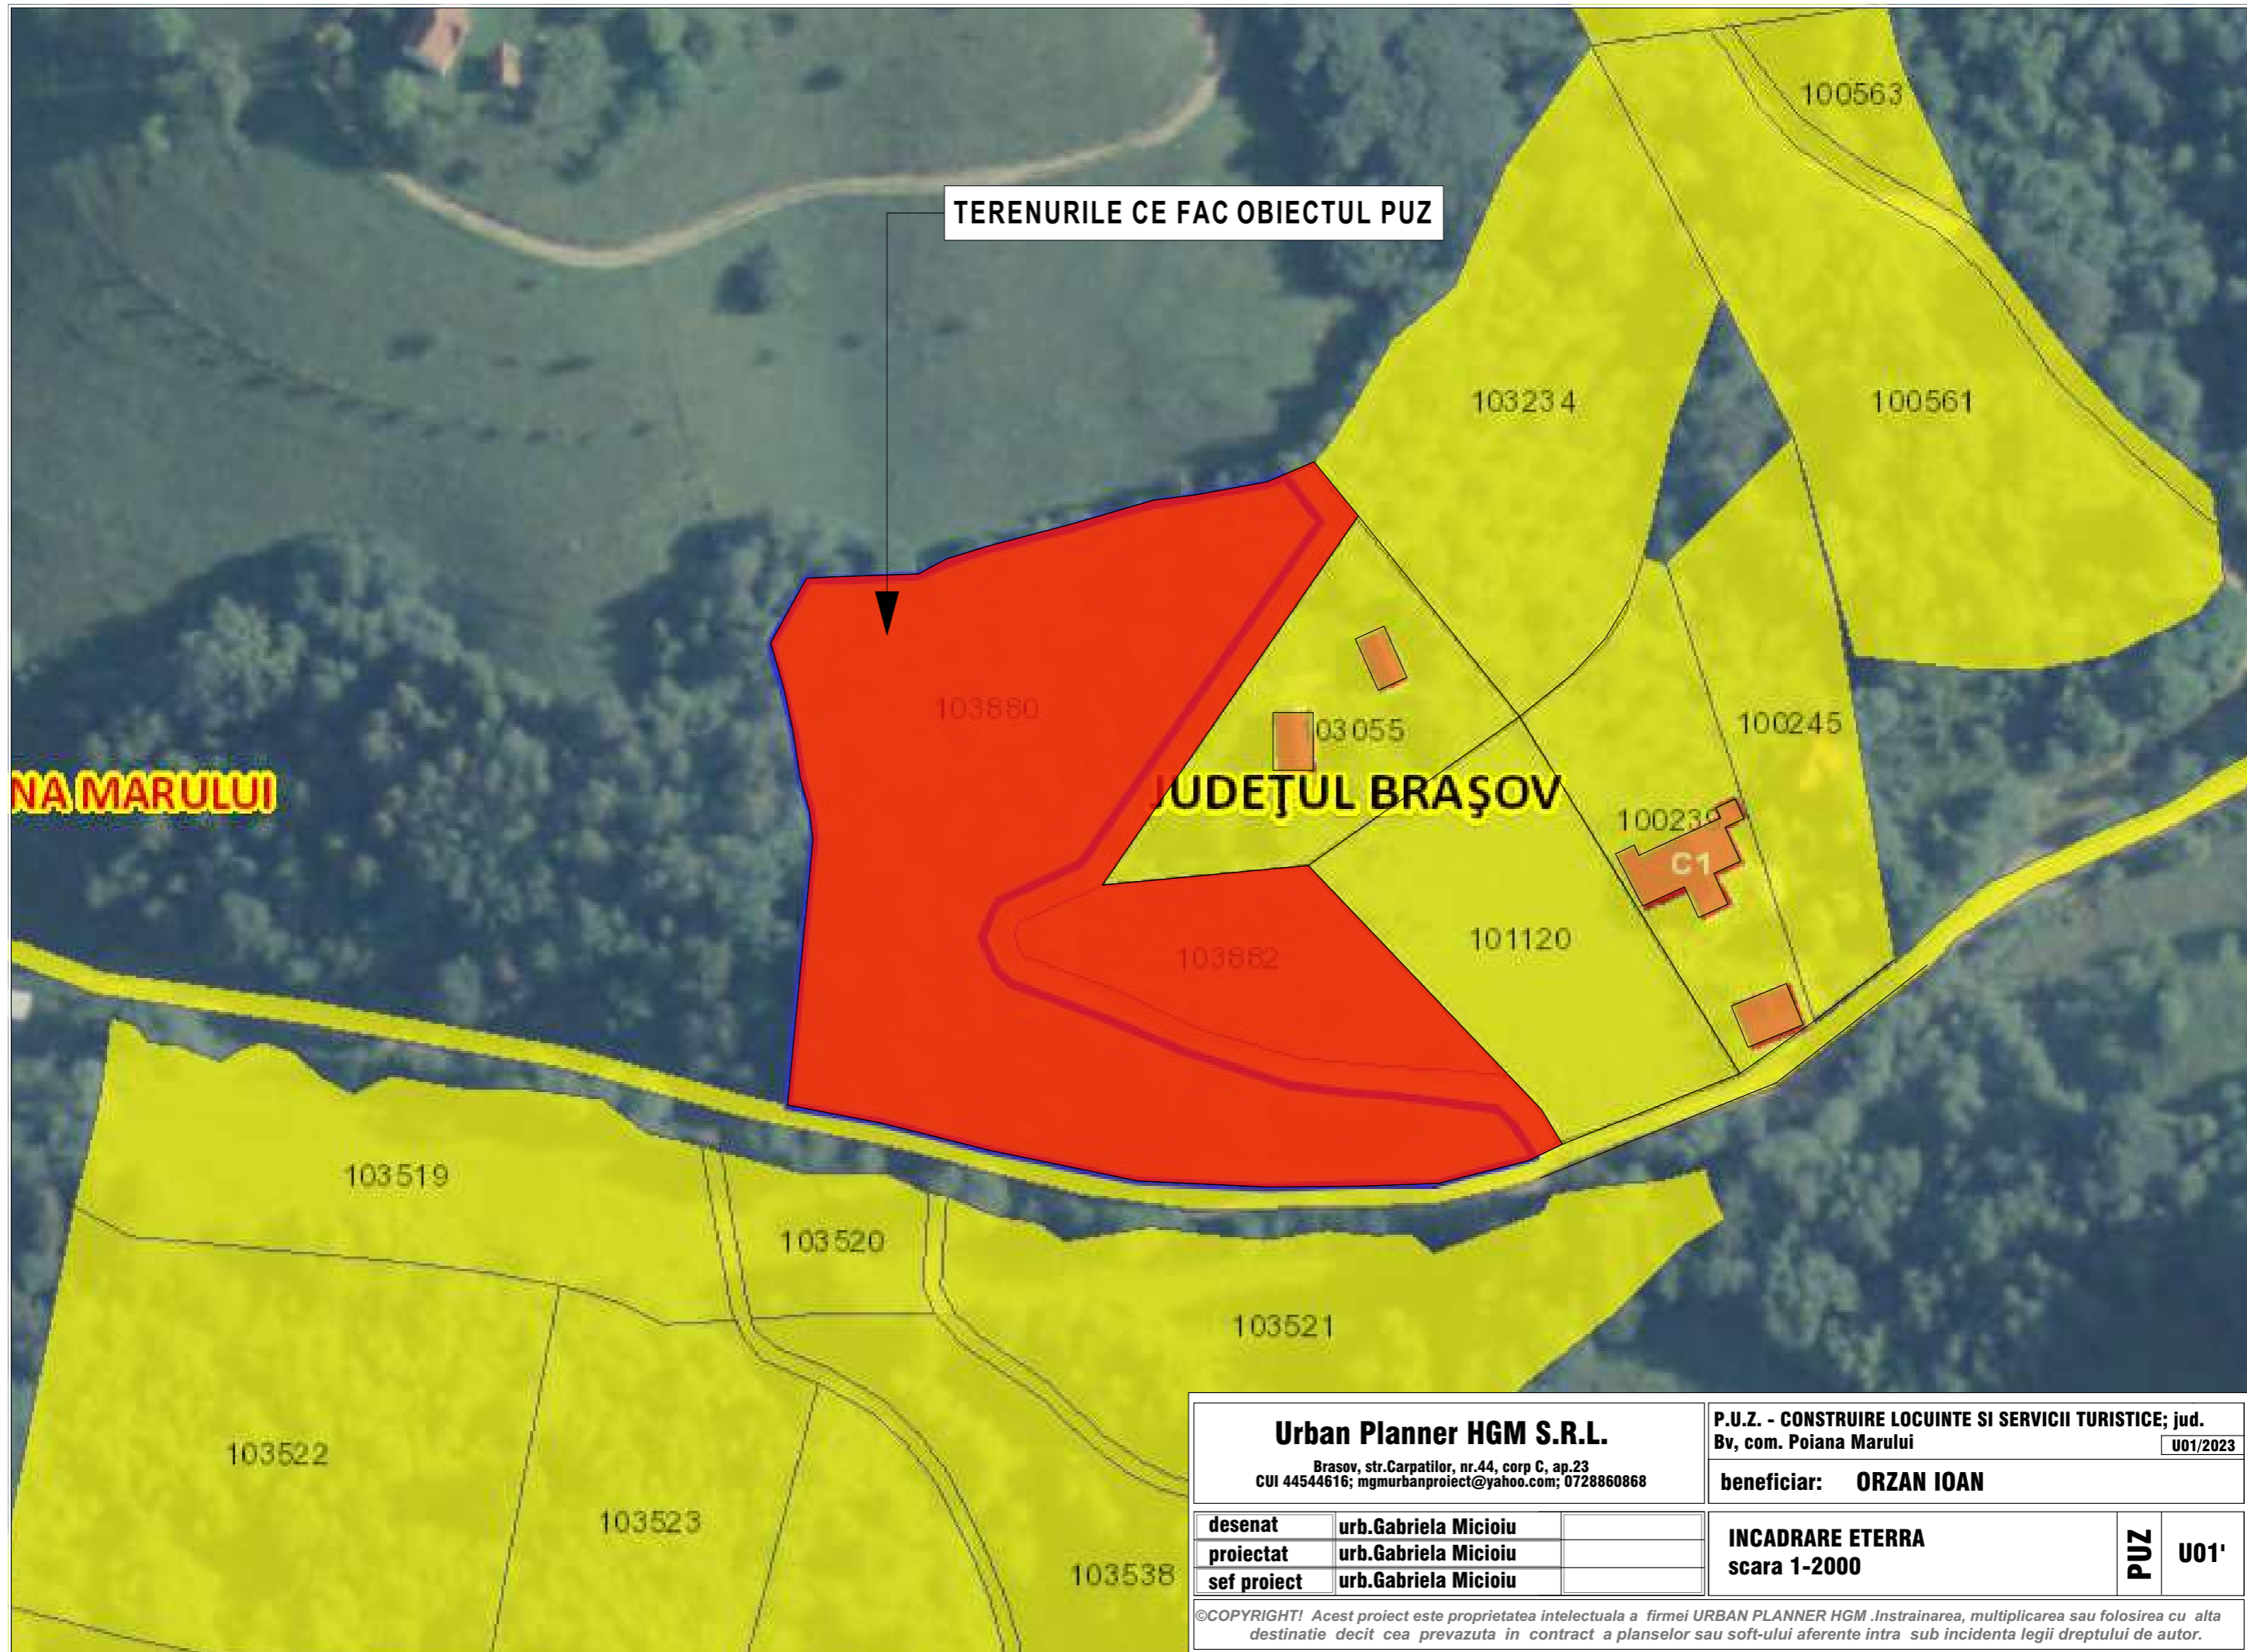 100563
TERENURILE CE FAC OBIECTUL PUZ
103234
100561
103880
103055
100245
NA MARULUI
JUDEŢUL BRAŞOV
100239
C1
101120
103882
103519
103520
103521
103522
103523
103538
Urban Planner HGM S.R.L.
Brasov, str.Carpatilor, nr.44, corp C, ap.23
CUI 44544616; mgmurbanproiect@yahoo.com; 0728860868
P.U.Z. - CONSTRUIRE LOCUINTE SI SERVICII TURISTICE; jud.
Bv, com. Poiana Marului
U01/2023
beneficiar: ORZAN IOAN
desenat urb.Gabriela Micioiu
proiectat urb.Gabriela Micioiu
sef proiect urb.Gabriela Micioiu
INCADRARE ETERRA
scara 1-2000
PUZ
U01'
©COPYRIGHT! Acest proiect este proprietatea intelectuala a firmei URBAN PLANNER HGM .Instrainarea, multiplicarea sau folosirea cu alta
destinatie decit cea prevazuta in contract a planselor sau soft-ului aferente intra sub incidenta legii dreptului de autor.